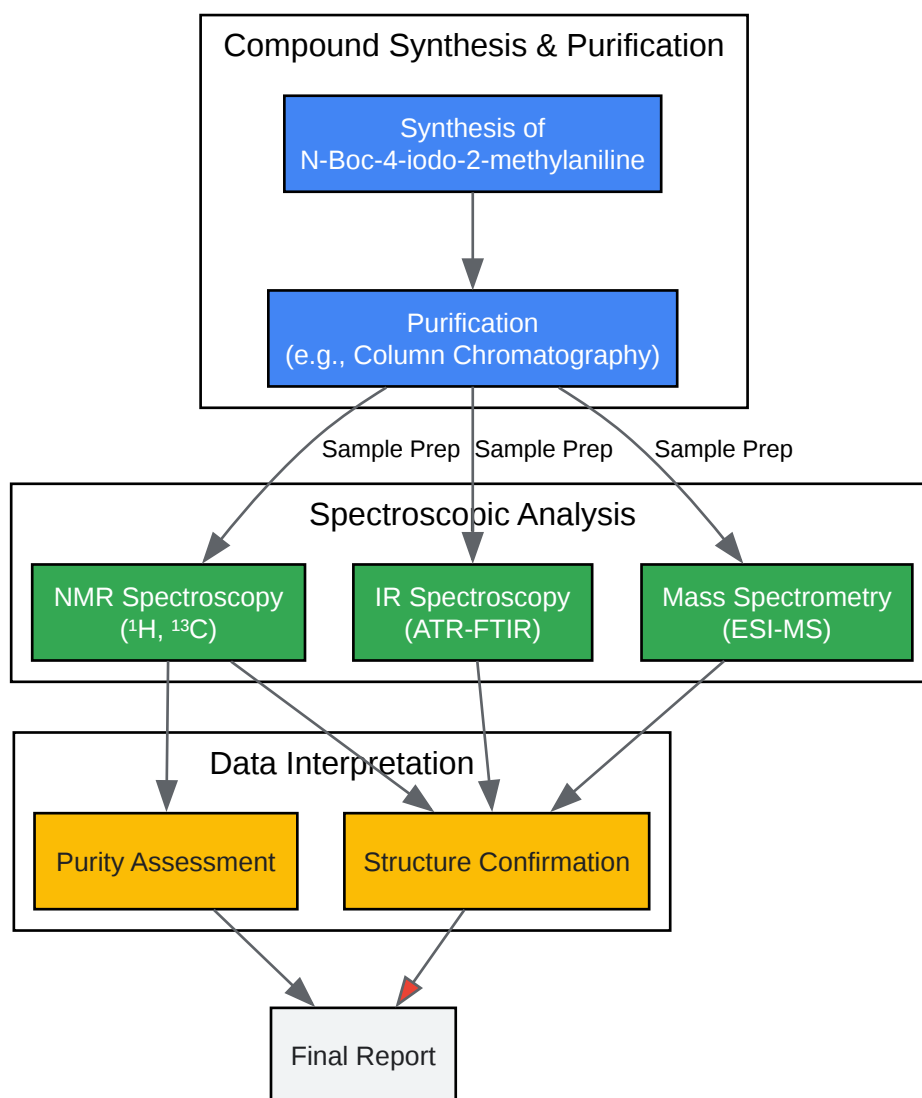 Compound Synthesis & Purification
Synthesis of
N-Boc-4-iodo-2-methylaniline
Purification
(e.g., Column Chromatography)
Sample Prep
Sample Prep
Sample Prep
Spectroscopic Analysis
NMR Spectroscopy
(¹H, ¹³C)
IR Spectroscopy
(ATR-FTIR)
Mass Spectrometry
(ESI-MS)
Data Interpretation
Purity Assessment
Structure Confirmation
Final Report